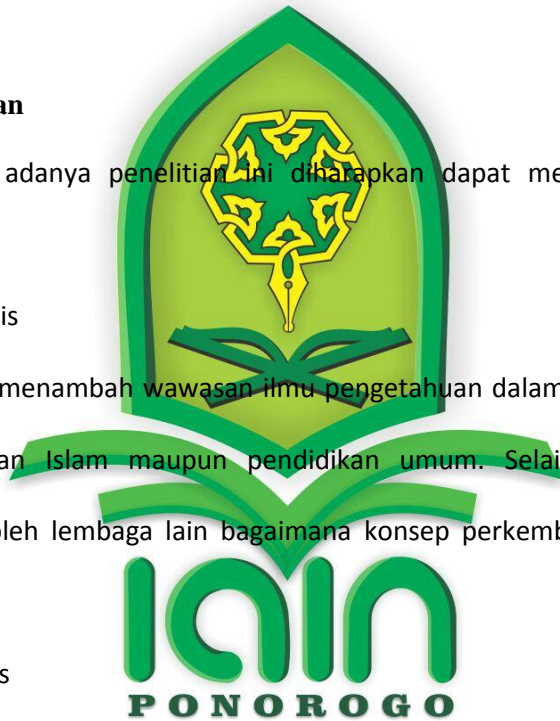 an
adanya penelitian ini diharapkan dapat me
is
menambah wawasan ilmu pengetahuan dalam
an Islam maupun pendidikan umum. Selai
oleh lembaga lain bagaimana konsep perkemb
iain
s
PONOROGO